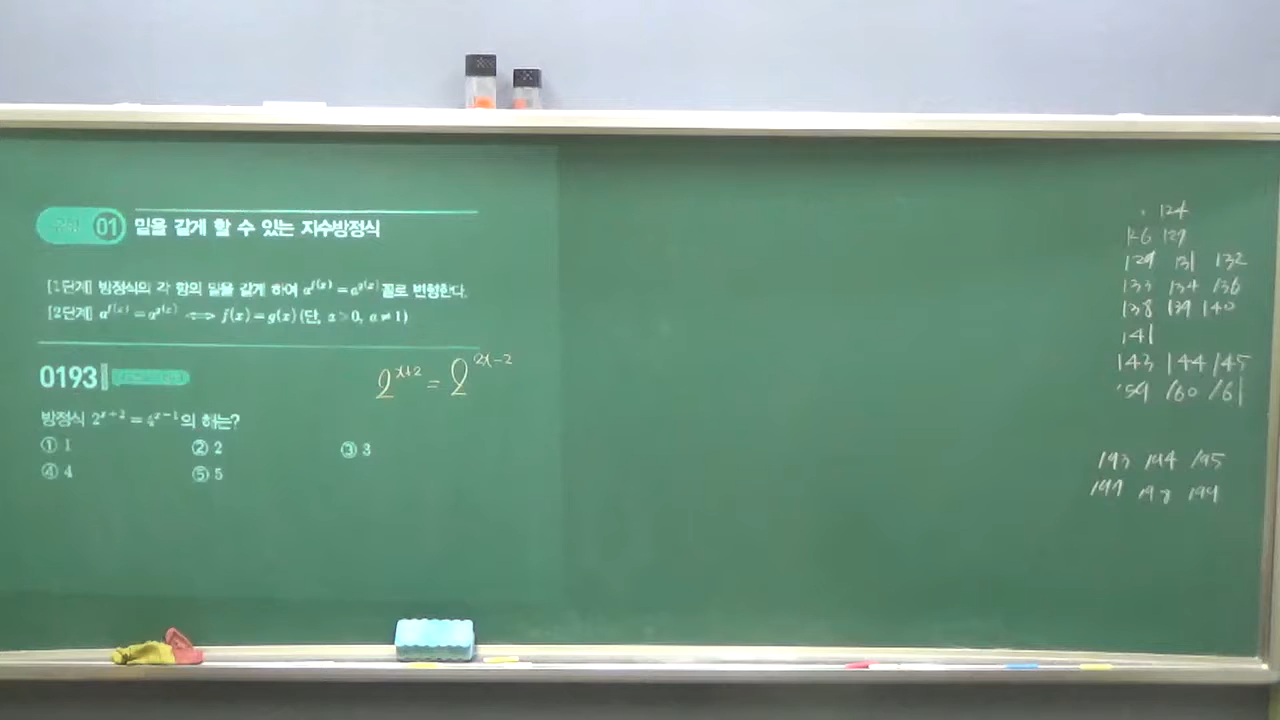 01 밑을 같게 할 수 있는 지수방정식
[1단계] 방정식의 각 항의 밑을 같게 하여 a^{f(x)} = a^{g(x)} 꼴로 변형한다.
[2단계] a^{f(x)} = a^{g(x)} ⟺ f(x) = g(x) (단, a > 0, a ≠ 1)
0193
2^{x+2} = 2^{2x-2}
방정식 2^{x+2} = 4^{x-1}의 해는?
① 1 ② 2 ③ 3
④ 4 ⑤ 5
124
126 129
129 131 132
133 134 136
138 139 140
141
143 144 145
159 160 161
193 194 195
197 198 199